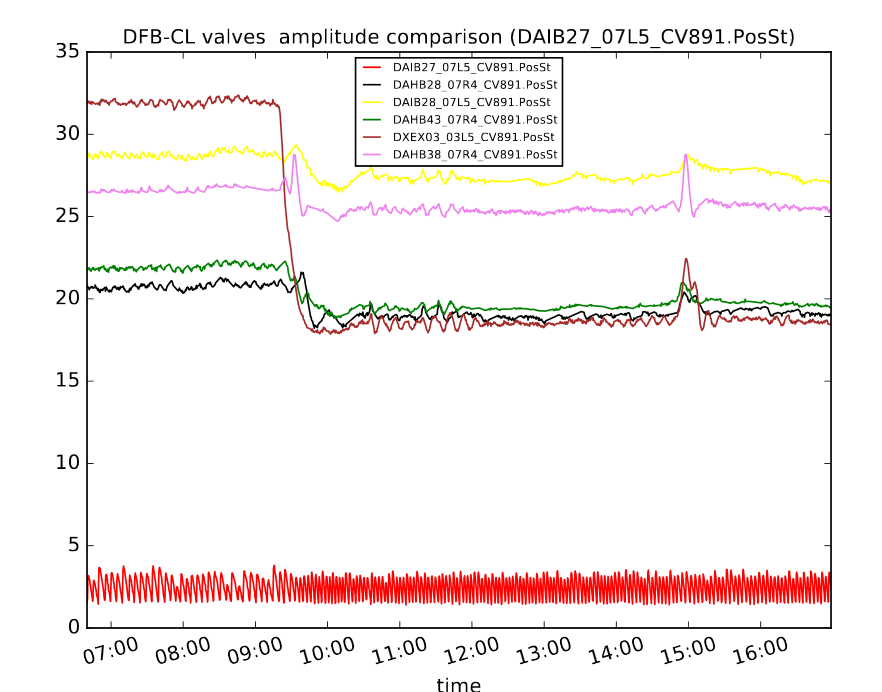 DFB-CL valves  amplitude comparison (DAIB27_07L5_CV891.PosSt)
35
30
25
20
15
10
5
0
DAIB27_07L5_CV891.PosSt
DAHB28_07R4_CV891.PosSt
DAIB28_07L5_CV891.PosSt
DAHB43_07R4_CV891.PosSt
DXEX03_03L5_CV891.PosSt
DAHB38_07R4_CV891.PosSt
07:00 08:00 09:00 10:00 11:00 12:00 13:00 14:00 15:00 16:00
time